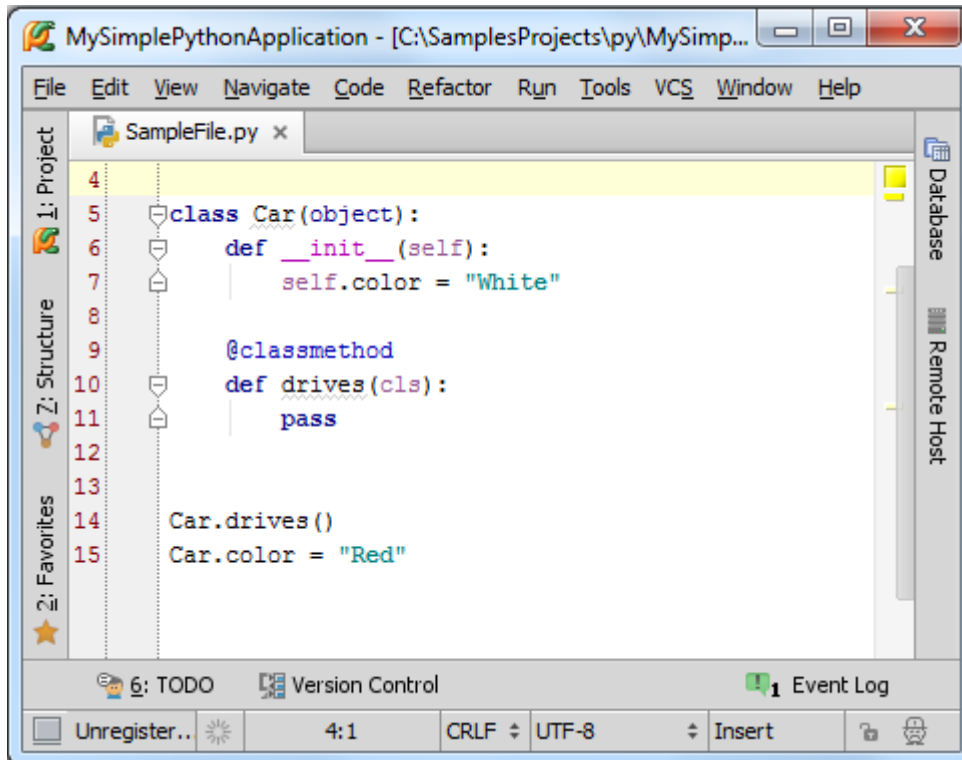 MySimplePythonApplication - [C:\SamplesProjects\py\MySimp...
File Edit View Navigate Code Refactor Run Tools VCS Window Help
SampleFile.py ×
1: Project
7: Structure
2: Favorites
4
5 class Car(object):
6     def __init__(self):
7         self.color = "White"
8
9     @classmethod
10     def drives(cls):
11         pass
12
13
14 Car.drives()
15 Car.color = "Red"
Database
Remote Host
6: TODO Version Control 1 Event Log
Unregister... 4:1 CRLF UTF-8 Insert